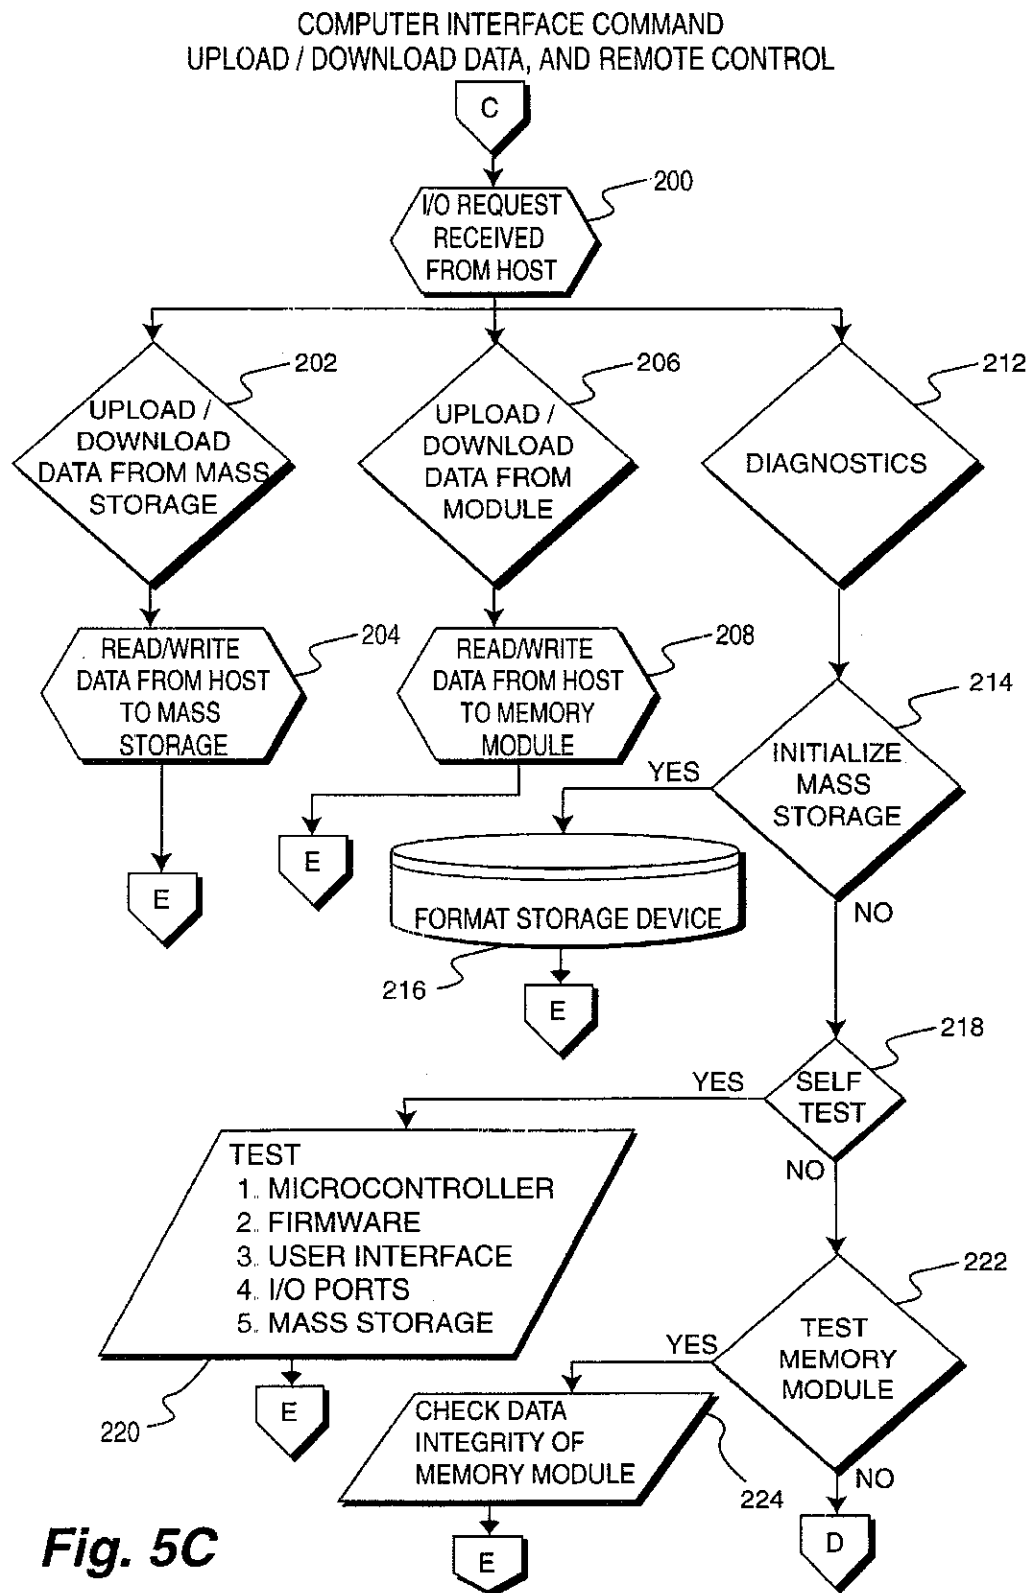 COMPUTER INTERFACE COMMAND
UPLOAD / DOWNLOAD DATA, AND REMOTE CONTROL
C
200
I/O REQUEST
RECEIVED
FROM HOST
202
UPLOAD /
DOWNLOAD
DATA FROM MASS
STORAGE
206
UPLOAD /
DOWNLOAD
DATA FROM
MODULE
212
DIAGNOSTICS
204
READ/WRITE
DATA FROM HOST
TO MASS
STORAGE
208
READ/WRITE
DATA FROM HOST
TO MEMORY
MODULE
214
INITIALIZE
MASS
STORAGE
YES
NO
E
E
FORMAT STORAGE DEVICE
216
E
218
SELF
TEST
YES
NO
TEST
1. MICROCONTROLLER
2. FIRMWARE
3. USER INTERFACE
4. I/O PORTS
5. MASS STORAGE
220
E
222
TEST
MEMORY
MODULE
YES
NO
CHECK DATA
INTEGRITY OF
MEMORY MODULE
224
E
D
Fig. 5C